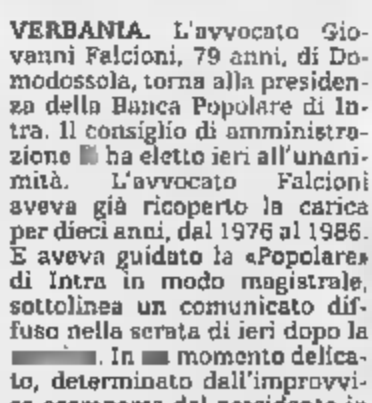 VERBANIA. L'avvocato Gio-
vanni Falcioni, 79 anni, di Do-
modossola, torna alla presiden-
za della Banca Popolare di In-
tra. Il consiglio di amministra-
zione ha eletto ieri all'unani-
mità. L'avvocato Falcioni
aveva già ricoperto la carica
per dieci anni, dal 1976 al 1986.
E aveva guidato la «Popolare»
di Intra in modo magistrale,
sottolinea un comunicato dif-
fuso nella serata di ieri dopo la
. In momento delica-
to, determinato dall'improvvi-